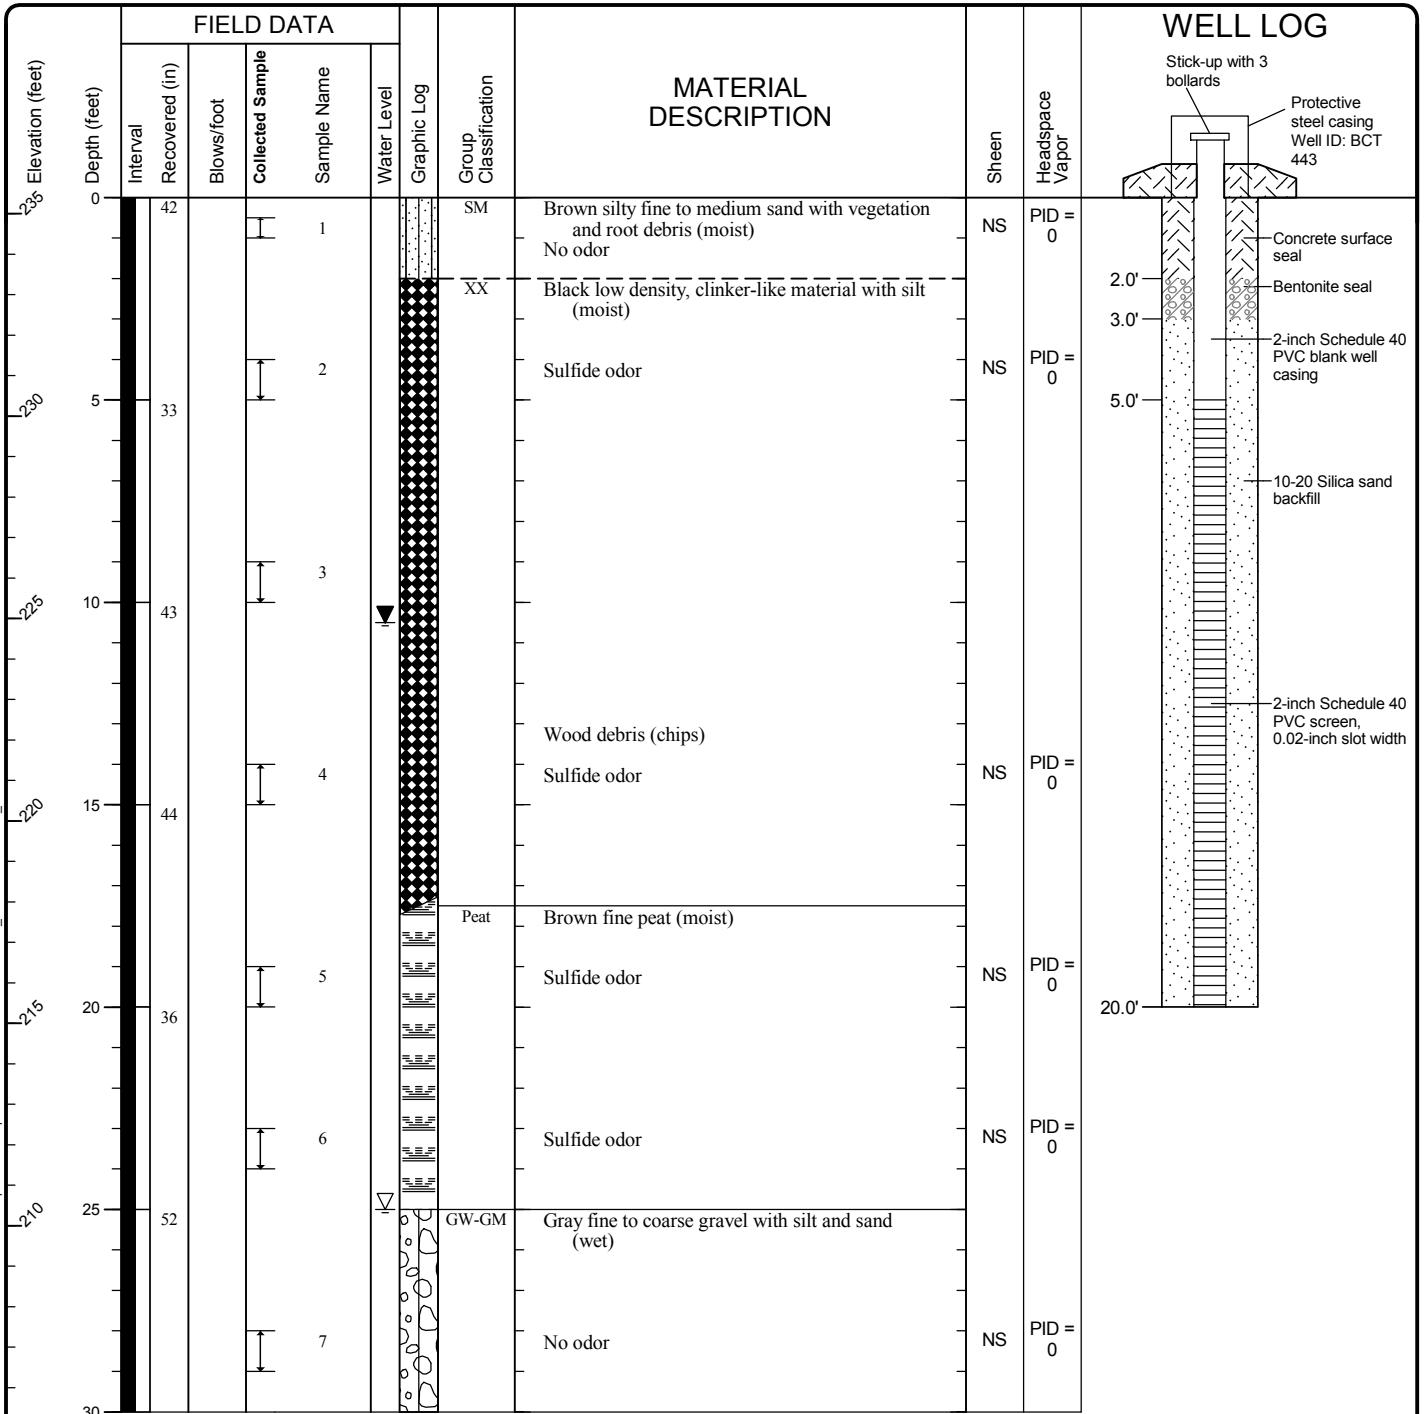 FIELD DATA
Elevation (feet)
Depth (feet)
Interval
Recovered (in)
Blows/foot
Collected Sample
Sample Name
Water Level
Graphic Log
Group
Classification
MATERIAL
DESCRIPTION
Sheen
Headspace
Vapor
WELL LOG
Stick-up with 3
bollards
Protective
steel casing
Well ID: BCT
443
235
0
42
1
SM
Brown silty fine to medium sand with vegetation
and root debris (moist)
No odor
NS
PID =
0
Concrete surface
seal
2.0'
XX
Black low density, clinker-like material with silt
(moist)
Bentonite seal
3.0'
2-inch Schedule 40
PVC blank well
casing
2
Sulfide odor
NS
PID =
0
230
5
33
5.0'
10-20 Silica sand
backfill
3
225
10
43
Wood debris (chips)
2-inch Schedule 40
PVC screen,
0.02-inch slot width
4
Sulfide odor
NS
PID =
0
220
15
44
Peat
Brown fine peat (moist)
5
Sulfide odor
NS
PID =
0
215
20
36
20.0'
6
Sulfide odor
NS
PID =
0
210
25
52
GW-GM
Gray fine to coarse gravel with silt and sand
(wet)
7
No odor
NS
PID =
0
30